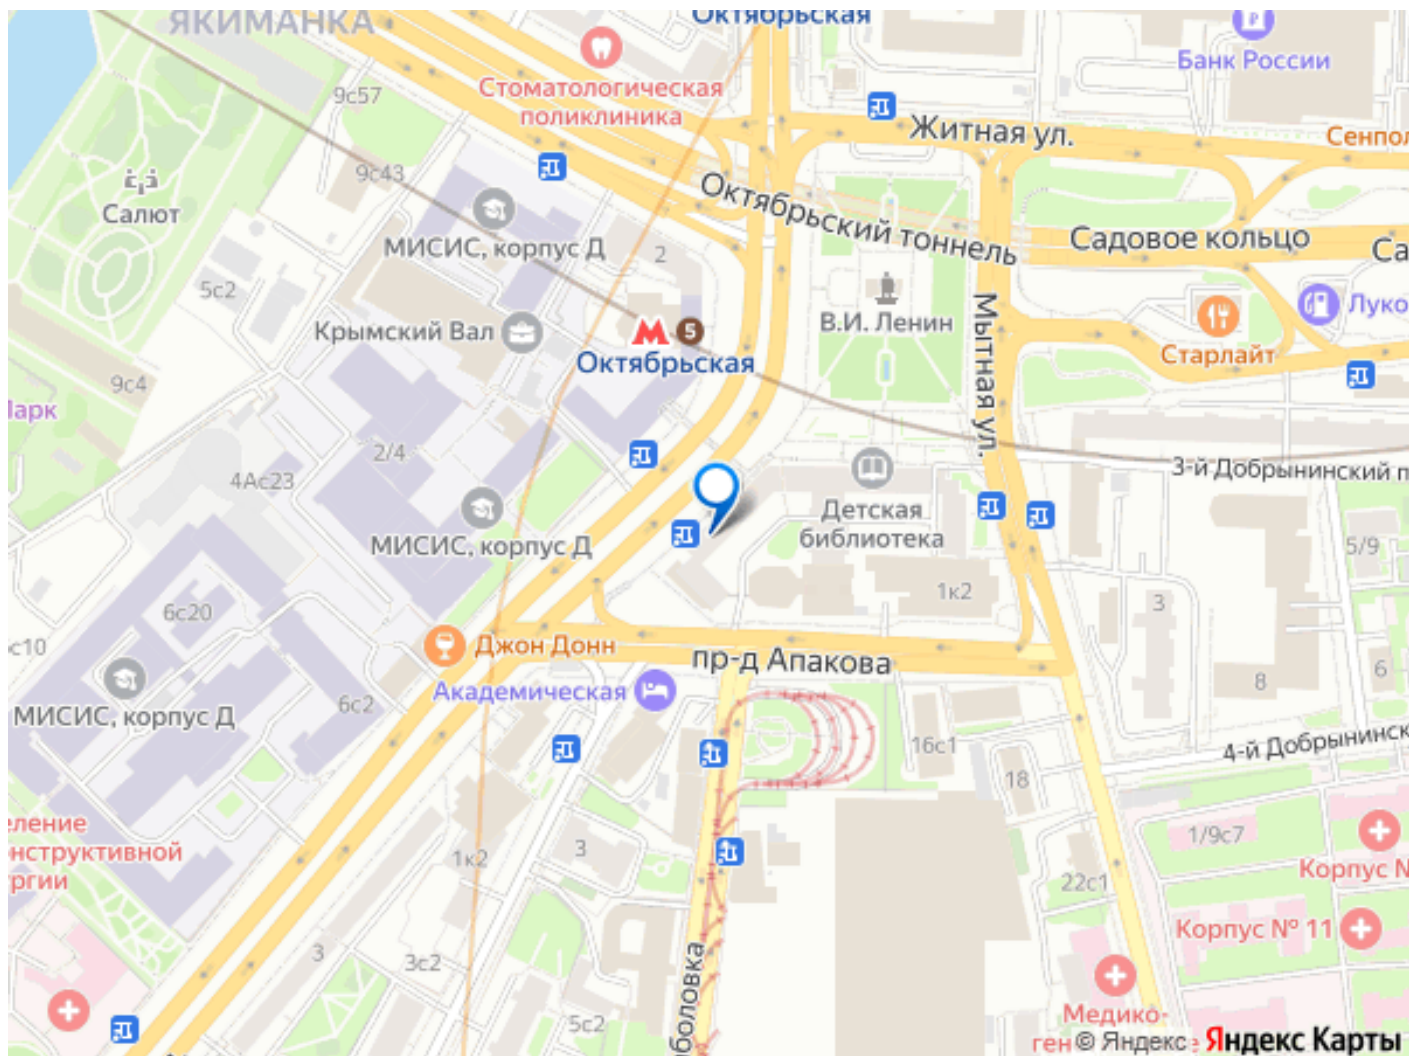 ЯКИМАНКА
Октябрьская
Банк России
Стоматологическая
поликлиника
9с57
Житная ул.
Сенпол
9с43
Салют
Октябрьский тоннель
МИСИС, корпус Д
2
Садовое кольцо
Са
5с2
В.И. Ленин
Луко
Крымский Вал
М 5
Октябрьская
Мытная ул.
Старлайт
9с4
Парк
2/4
4Ас23
3-й Добрынинский п
Детская
библиотека
МИСИС, корпус Д
5/9
1к2
3
6с20
с10
Джон Донн
пр-д Апакова
6
8
Академическая
6с2
МИСИС, корпус Д
16с1
4-й Добрынинск
18
еление
нструктивной
ргии
1/9с7
3
1к2
Корпус N
22с1
Корпус № 11
3
3с2
боловка
5с2
Медико-
ген
© Яндекс
Яндекс Карты